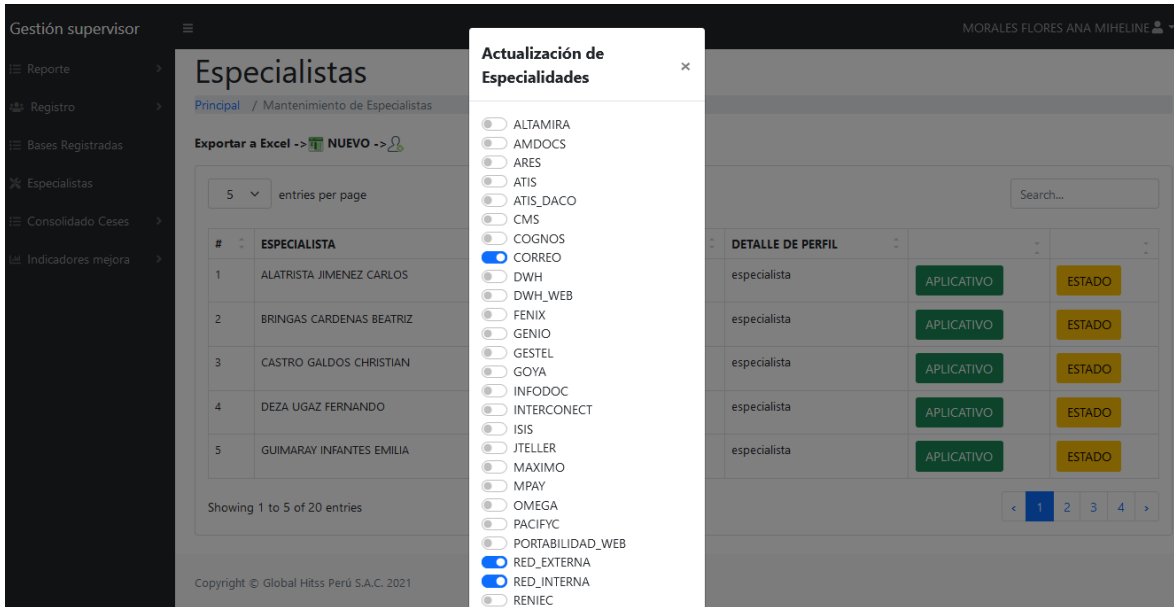 Gestión supervisor
MORALES FLORES ANA MIHELINE
Reporte
Registro
Bases Registradas
Especialistas
Consolidado Ceses
Indicadores mejora
Especialistas
Principal / Mantenimiento de Especialistas
Exportar a Excel -> NUEVO ->
5 entries per page
Search...
# ESPECIALISTA DETALLE DE PERFIL
1 ALATRISTA JIMENEZ CARLOS especialista APLICATIVO ESTADO
2 BRINGAS CARDENAS BEATRIZ especialista APLICATIVO ESTADO
3 CASTRO GALDOS CHRISTIAN especialista APLICATIVO ESTADO
4 DEZA UGAZ FERNANDO especialista APLICATIVO ESTADO
5 GUIMARAY INFANTES EMILIA especialista APLICATIVO ESTADO
Showing 1 to 5 of 20 entries
‹ 1 2 3 4 ›
Copyright © Global Hitss Perú S.A.C. 2021
Actualización de
Especialidades
×
ALTAMIRA
AMDOCS
ARES
ATIS
ATIS_DACO
CMS
COGNOS
CORREO
DWH
DWH_WEB
FENIX
GENIO
GESTEL
GOYA
INFODOC
INTERCONECT
ISIS
JTELLER
MAXIMO
MPAY
OMEGA
PACIFYC
PORTABILIDAD_WEB
RED_EXTERNA
RED_INTERNA
RENIEC